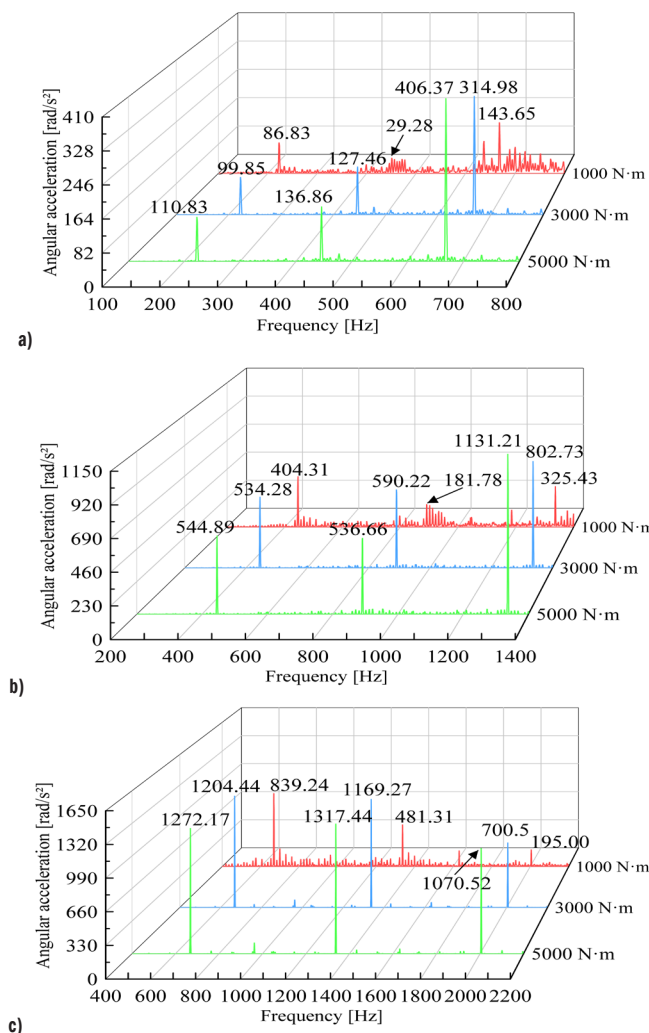 406.37 314.98
Angular acceleration [rad/s²]
410
328
246
164
82
0
143.65
29.28
86.83
127.46
99.85
136.86
110.83
1000 N·m
3000 N·m
5000 N·m
100 200 300 400 500 600 700 800
Frequency [Hz]
a)
1131.21
802.73
Angular acceleration [rad/s²]
1150
920
690
460
230
0
404.31
590.22
181.78
325.43
534.28
544.89
536.66
1000 N·m
3000 N·m
5000 N·m
200 400 600 800 1000 1200 1400
Frequency [Hz]
b)
Angular acceleration [rad/s²]
1650
1320
990
660
330
0
1204.44
839.24
1169.27
1272.17
1317.44
481.31
700.5
195.00
1070.52
1000 N·m
3000 N·m
5000 N·m
400 600 800 1000 1200 1400 1600 1800 2000 2200
Frequency [Hz]
c)